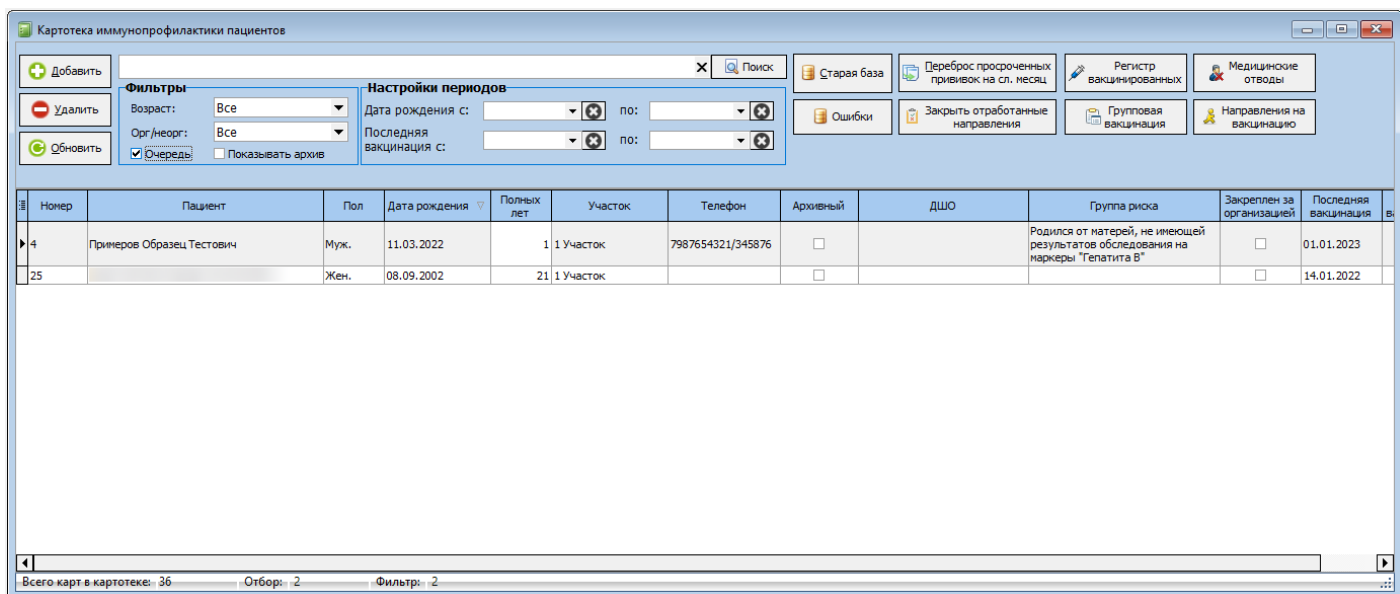 Картотека иммунопрофилактики пациентов
Добавить
Поиск
Удалить
Обновить
Фильтры
Возраст: Все
Орг/неорг: Все
Очередь Показывать архив
Настройки периодов
Дата рождения с: по:
Последняя
вакцинация с: по:
Старая база
Переброс просроченных
прививок на сл. месяц
Регистр
вакцинированных
Медицинские
отводы
Ошибки
Закрыть отработанные
направления
Групповая
вакцинация
Направления на
вакцинацию
Номер Пациент Пол Дата рождения Полных лет Участок Телефон Архивный ДШО Группа риска Закреплен за организацией Последняя вакцинация
4 Примеров Образец Тестович Муж. 11.03.2022 1 1 Участок 7987654321/345876 Родился от матерей, не имеющей
результатов обследования на
маркеры "Гепатита В" 01.01.2023
25 Жен. 08.09.2002 21 1 Участок 14.01.2022
Всего карт в картотеке: 36 Отбор: 2 Фильтр: 2